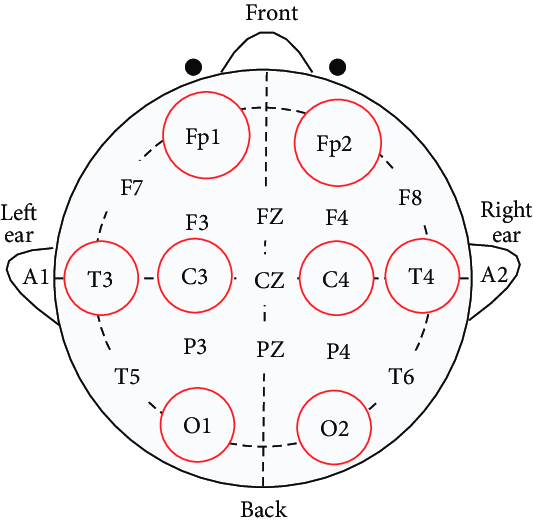 Front
Fp1 Fp2
F7 F8
Left
ear
Right
ear
F3 FZ F4
A1 T3 C3 CZ C4 T4 A2
P3 PZ P4
T5 T6
O1 O2
Back